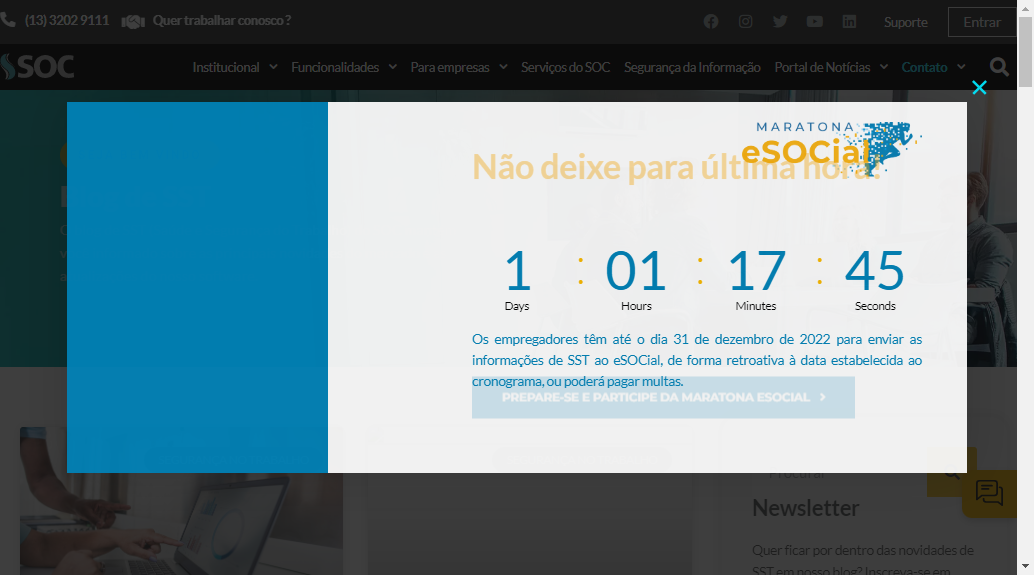 (13) 3202 9111 Quer trabalhar conosco ? Suporte Entrar
SOC Institucional Funcionalidades Para empresas Serviços do SOC Segurança da Informação Portal de Notícias Contato
MARATONA
eSOCial
Não deixe para última hora!
1 : 01 : 17 : 45
Days Hours Minutes Seconds
Os empregadores têm até o dia 31 de dezembro de 2022 para enviar as
informações de SST ao eSOCial, de forma retroativa à data estabelecida ao
cronograma, ou poderá pagar multas.
PREPARE-SE E PARTICIPE DA MARATONA ESOCIAL
Procurar
Newsletter
Quer ficar por dentro das novidades de
SST em nosso blog? Inscreva-se em